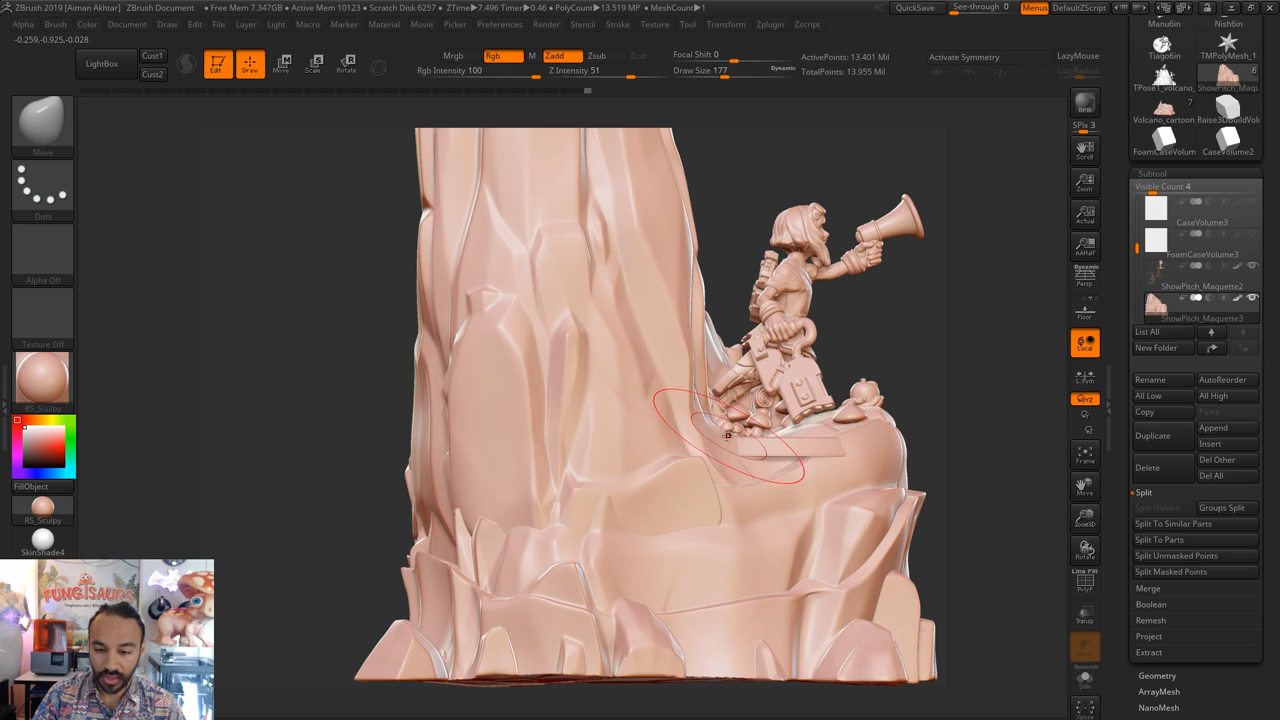 ZBrush 2019 [Aiman Akhtar]   ZBrush Document   • Free Mem 7.347GB • Active Mem 10123 • Scratch Disk 6257 • ZTime▶7.496 Timer▶0.46 • PolyCount▶13.519 MP • MeshCount▶1
AC QuickSave See-through 0 Menus DefaultZScript
Alpha Brush Color Document Draw Edit File Layer Light Macro Marker Material Movie Picker Preferences Render Stencil Stroke Texture Tool Transform Zplugin Zscript
-0.259,-0.925,-0.028
LightBox
Cust1
Cust2
Edit
Draw
Move
Scale
Rotate
Mrgb Rgb M Zadd Zsub Zcut
Rgb Intensity 100 Z Intensity 51
Focal Shift 0
Draw Size 177 Dynamic
ActivePoints: 13.401 Mil
TotalPoints: 13.955 Mil
Activate Symmetry
>X< >Y< >Z<
LazyMouse
LazyRadius
Move
Dots
Alpha Off
Texture Off
RS_Sculpy
FillObject
RS_Sculpy
SkinShade4
FUNGISAURS
BPR
SPix 3
Scroll
Zoom
Actual
AAHalf
Dynamic
Persp
Floor
Local
L.Sym
XYZ
Frame
Move
Zoom3D
Rotate
Line Fill
PolyF
Transp
Dynamic
Solo
Xpose
Manu6in Nish6in
Tiago6in TMPolyMesh_1
6
TPose1_volcano_ ShowPitch_Maqu
7
Volcano_cartoon Raise3DBuildVolu
FoamCaseVolum CaseVolume2
Subtool
Visible Count 4
CaseVolume3
FoamCaseVolume3
ShowPitch_Maquette2
ShowPitch_Maquette3
List All
New Folder
Rename AutoReorder
All Low All High
Copy Paste
Duplicate Append
Insert
Delete Del Other
Del All
Split
Split Hidden Groups Split
Split To Similar Parts
Split To Parts
Split Unmasked Points
Split Masked Points
Merge
Boolean
Remesh
Project
Extract
Geometry
ArrayMesh
NanoMesh